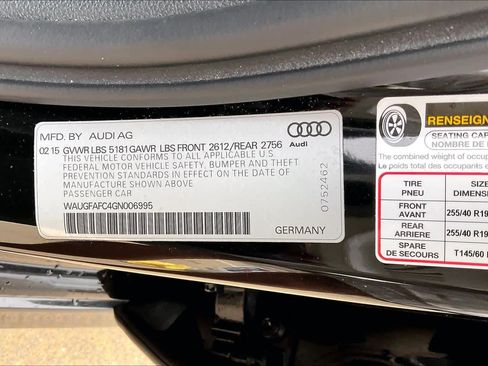 MFD. BY AUDI AG
02 15 GVWR LBS 5181 GAWR LBS FRONT 2612/REAR 2756
THIS VEHICLE CONFORMS TO ALL APPLICABLE U.S.
FEDERAL MOTOR VEHICLE SAFETY, BUMPER AND THEFT
PREVENTION STANDARDS IN EFFECT ON THE DATE OF
MANUFACTURE SHOWN ABOVE.
PASSENGER CAR
WAUGFAFC4GN006995
GERMANY
Audi
0752462
RENSEIGN
SEATING CAP
NOMBRE DE
The combined weight of occup
Le poids total des occupants et
TIRE
PNEU
SIZE
DIMENS
FRONT
AVANT
255/40 R19
REAR
ARRIERE
255/40 R19
SPARE
DE SECOURS
T145/60